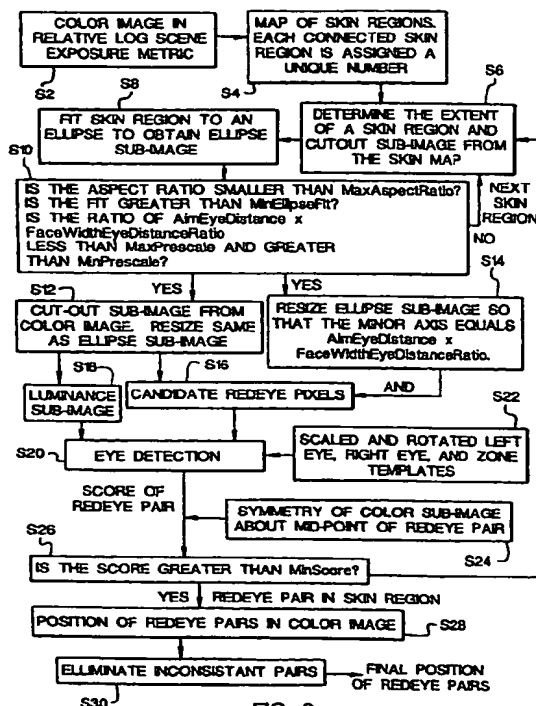 COLOR IMAGE IN
RELATIVE LOG SCENE
EXPOSURE METRIC
S2
MAP OF SKIN REGIONS.
EACH CONNECTED SKIN
REGION IS ASSIGNED A
UNIQUE NUMBER
S4
S6
DETERMINE THE EXTENT
OF A SKIN REGION AND
CUTOUT SUB-IMAGE FROM
THE SKIN MAP
S8
FIT SKIN REGION TO AN
ELLIPSE TO OBTAIN ELLIPSE
SUB-IMAGE
S10
IS THE ASPECT RATIO SMALLER THAN MaxAspectRatio?
IS THE FIT GREATER THAN MinEllipseFit?
IS THE RATIO OF AimEyeDistance x
FaceWidthEyeDistanceRatio
LESS THAN MaxPrescale AND GREATER
THAN MinPrescale?
NEXT
SKIN
REGION
NO
YES
YES
S12
CUT-OUT SUB-IMAGE FROM
COLOR IMAGE. RESIZE SAME
AS ELLIPSE SUB-IMAGE
S14
RESIZE ELLIPSE SUB-IMAGE SO
THAT THE MINOR AXIS EQUALS
AimEyeDistance x
FaceWidthEyeDistanceRatio.
S18
LUMINANCE
SUB-IMAGE
S16
CANDIDATE REDEYE PIXELS
AND
S20
EYE DETECTION
S22
SCALED AND ROTATED LEFT
EYE, RIGHT EYE, AND ZONE
TEMPLATES
SCORE OF
REDEYE PAIR
SYMMETRY OF COLOR SUB-IMAGE
ABOUT MID-POINT OF REDEYE PAIR
S24
S26
IS THE SCORE GREATER THAN MinScore?
YES REDEYE PAIR IN SKIN REGION
POSITION OF REDEYE PAIRS IN COLOR IMAGE
S28
ELLIMINATE INCONSISTANT PAIRS
S30
FINAL POSITION
OF REDEYE PAIRS